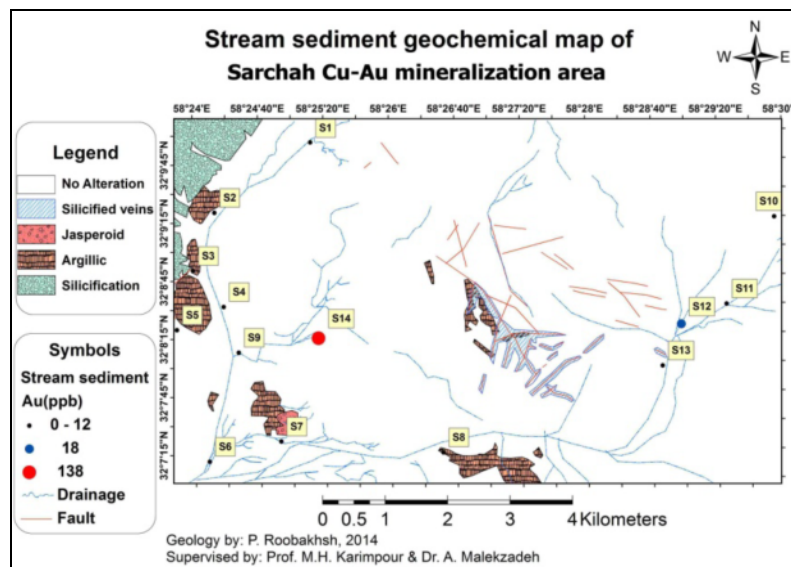 Stream sediment geochemical map of
Sarchah Cu-Au mineralization area
N
W E
S
58°24'E 58°24'40"E 58°25'20"E 58°26'E 58°26'40"E 58°27'20"E 58°28'E 58°28'40"E 58°29'20"E 58°30'
32°9'45"N
32°9'15"N
32°8'45"N
32°8'15"N
32°7'45"N
32°7'15"N
Legend
No Alteration
Silicified veins
Jasperoid
Argillic
Silicification
Symbols
Stream sediment
Au(ppb)
0 - 12
18
138
Drainage
Fault
S1
S2
S10
S3
S4
S11
S12
S5
S14
S9
S13
S7
S6
S8
0 0.5 1 2 3 4 Kilometers
Geology by: P. Roobakhsh, 2014
Supervised by: Prof. M.H. Karimpour & Dr. A. Malekzadeh